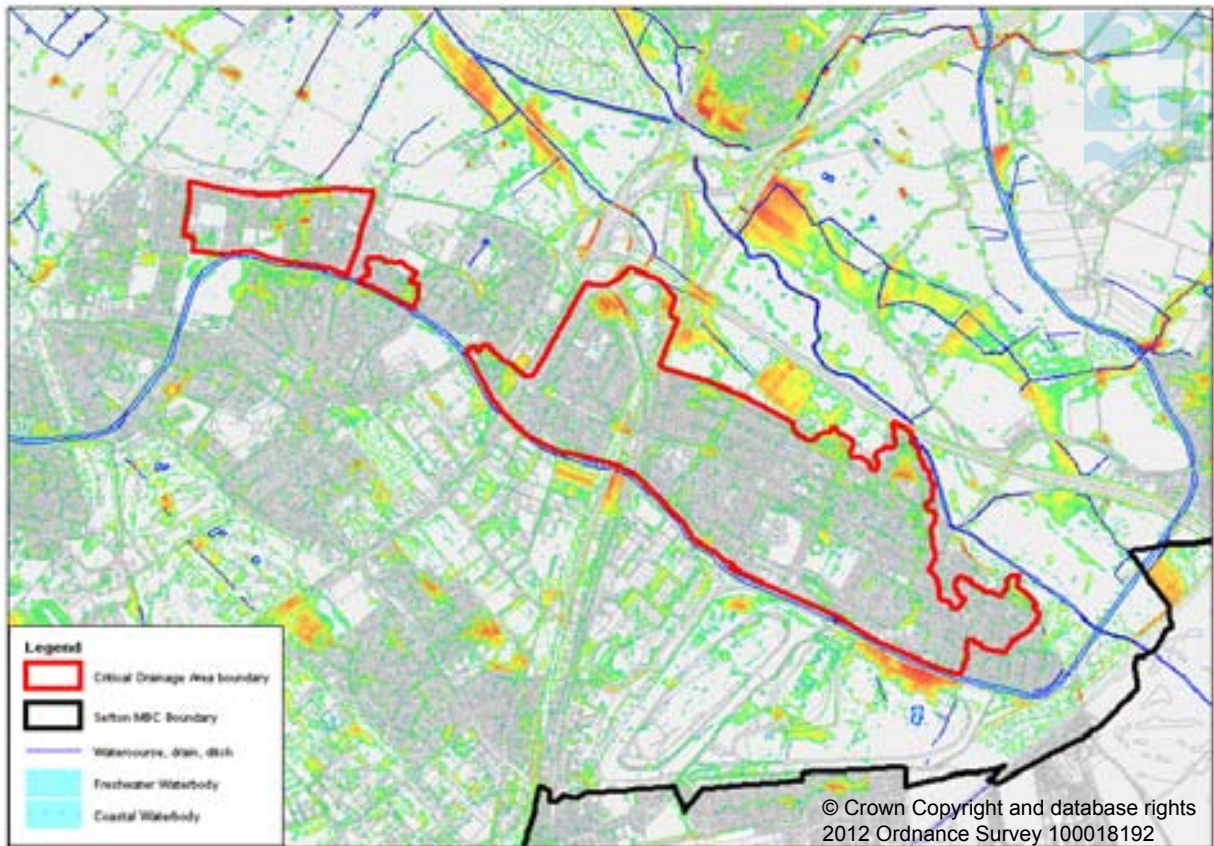 Legend
Critical Drainage Area boundary
Sefton MBC Boundary
Watercourse, drain, ditch
Freshwater Waterbody
Coastal Waterbody
© Crown Copyright and database rights
2012 Ordnance Survey 100018192